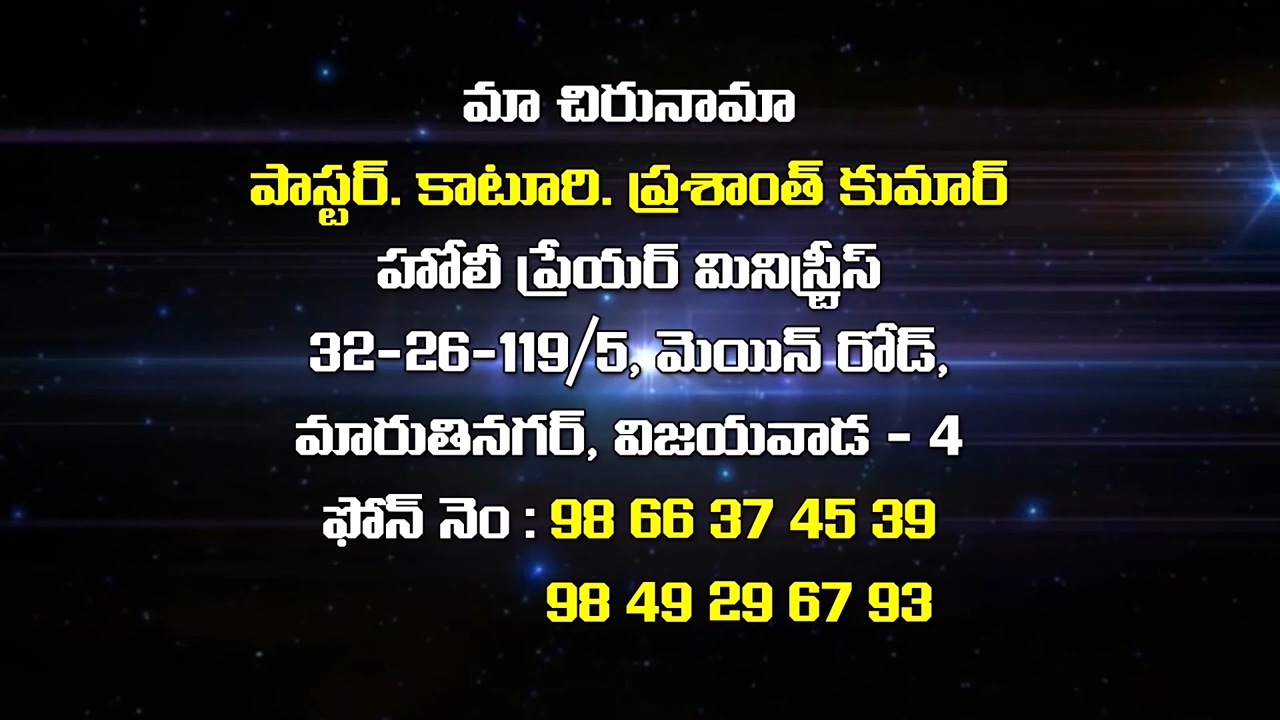 మా చిరునామా
పాస్టర్. కాటూరి. ప్రశాంత్ కుమార్
హోలీ ప్రేయర్ మినిస్ట్రీస్
32-26-119/5, మెయిన్ రోడ్,
మారుతినగర్, విజయవాడ - 4
ఫోన్ నెం : 98 66 37 45 39
98 49 29 67 93